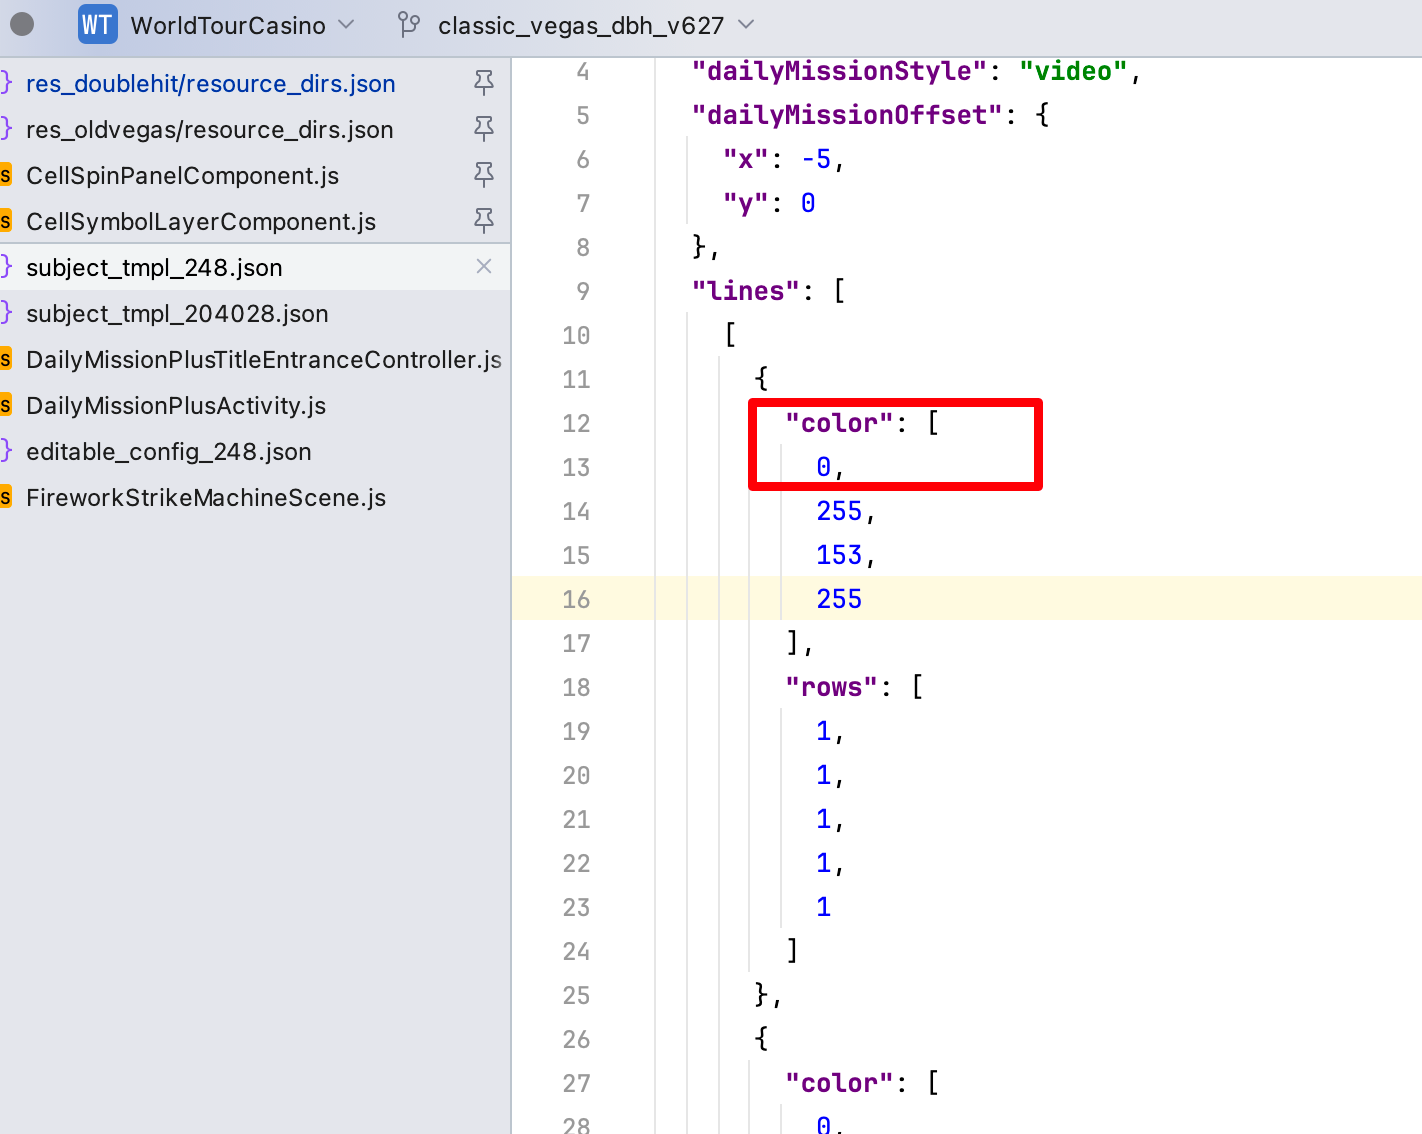 WT WorldTourCasino classic_vegas_dbh_v627
} res_doublehit/resource_dirs.json
} res_oldvegas/resource_dirs.json
S CellSpinPanelComponent.js
S CellSymbolLayerComponent.js
} subject_tmpl_248.json
} subject_tmpl_204028.json
S DailyMissionPlusTitleEntranceController.js
S DailyMissionPlusActivity.js
} editable_config_248.json
S FireworkStrikeMachineScene.js
4 "dailyMissionStyle": "video",
5 "dailyMissionOffset": {
6 "x": -5,
7 "y": 0
8 },
9 "lines": [
10 [
11 {
12 "color": [
13 0,
14 255,
15 153,
16 255
17 ],
18 "rows": [
19 1,
20 1,
21 1,
22 1,
23 1
24 ]
25 },
26 {
27 "color": [
28 0,